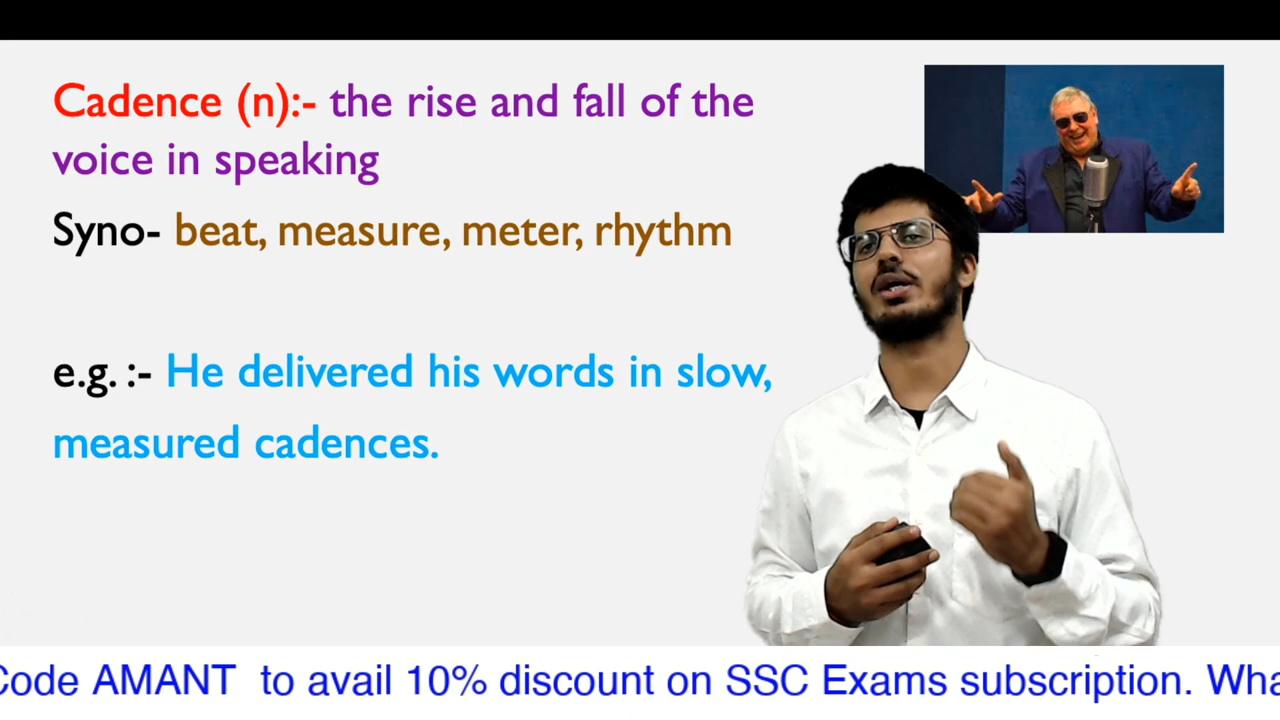 Cadence (n):- the rise and fall of the
voice in speaking
Syno- beat, measure, meter, rhythm
e.g. :- He delivered his words in slow,
measured cadences.
Code AMANT to avail 10% discount on SSC Exams subscription.